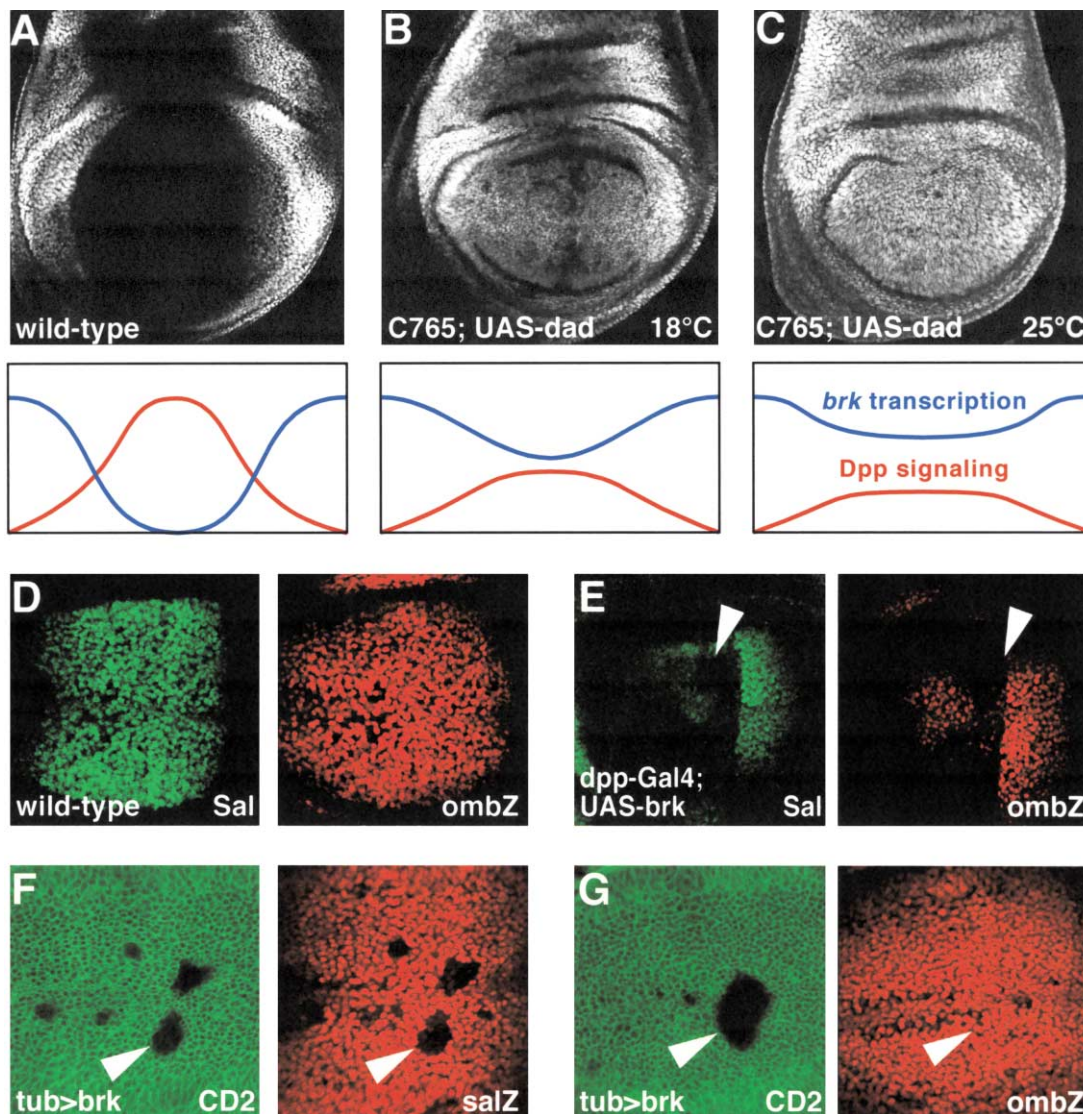 A
wild-type
B
C765; UAS-dad 18°C
C
C765; UAS-dad 25°C
brk transcription
Dpp signaling
D
wild-type Sal
ombZ
E
dpp-Gal4;
UAS-brk Sal
ombZ
F
tub>brk CD2
salZ
G
tub>brk CD2
ombZ